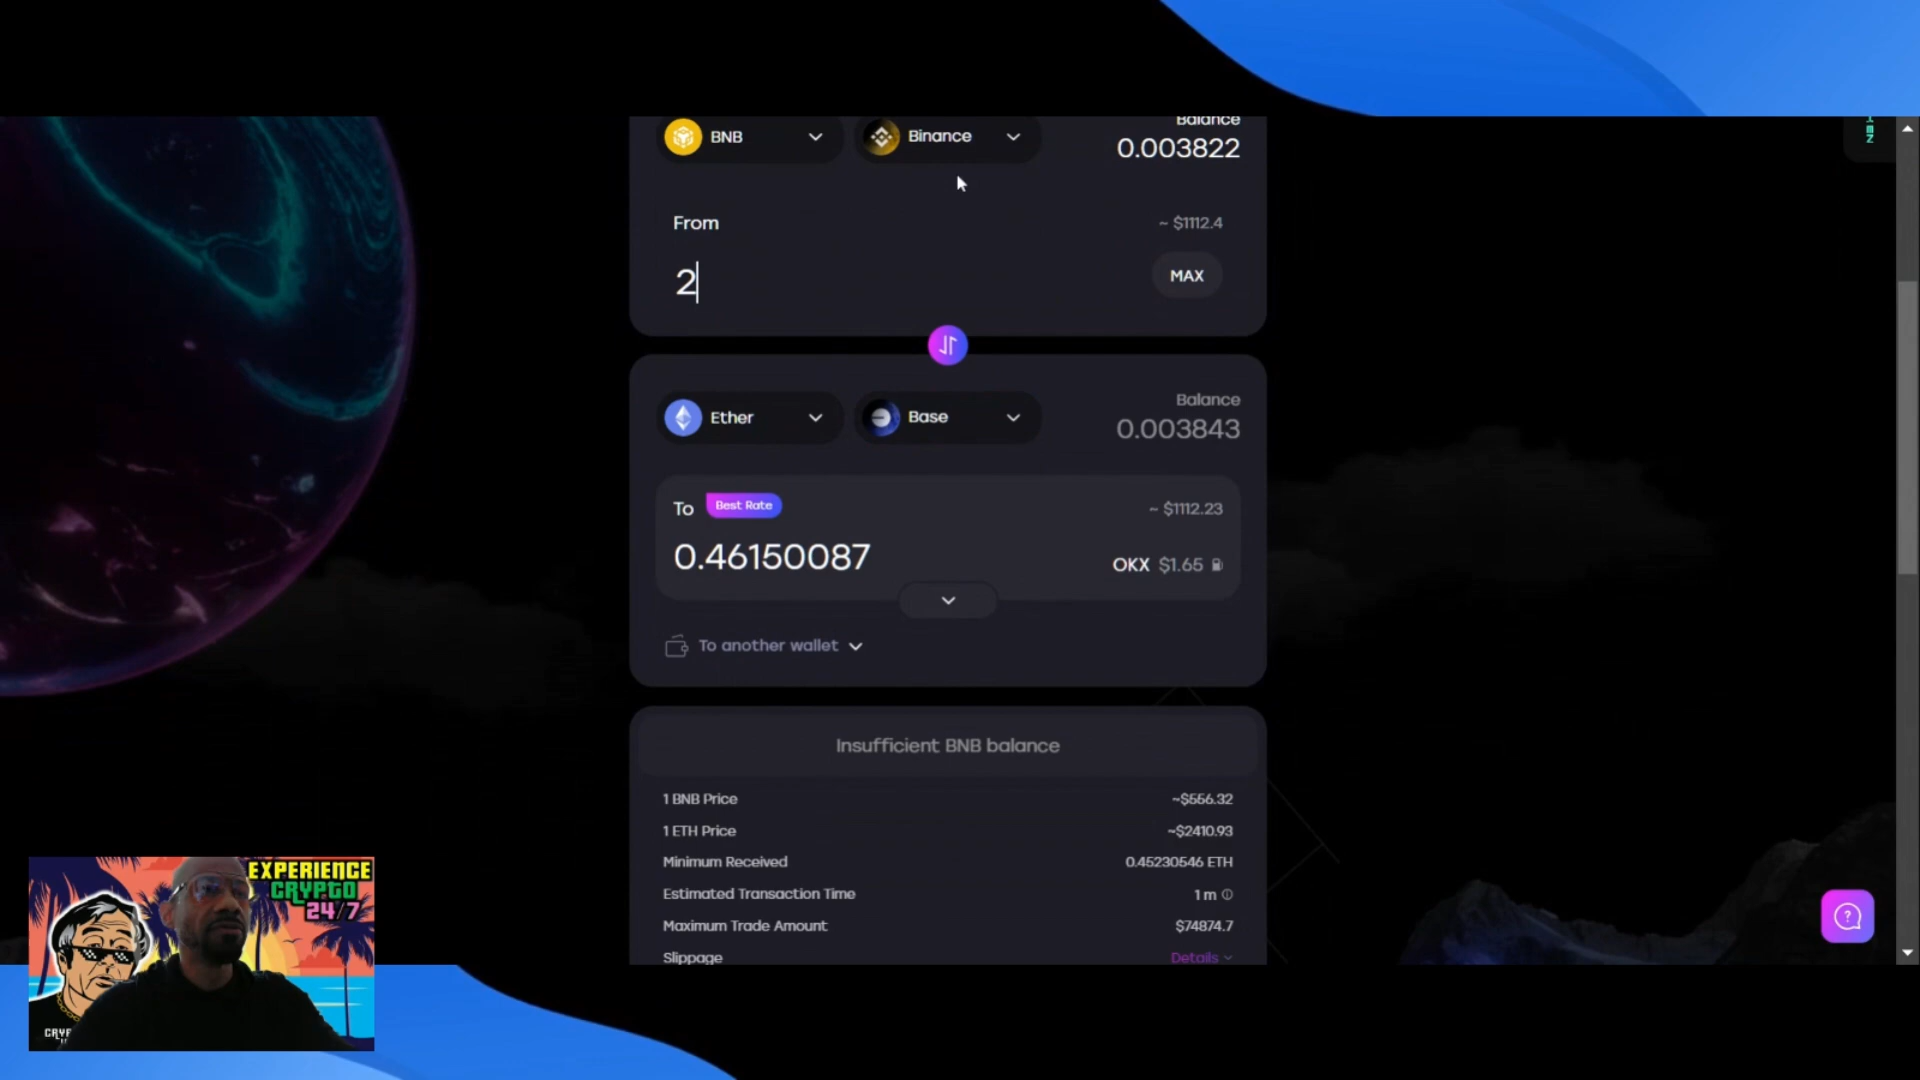 BNB
Binance
Balance
0.003822
From
~ $1112.4
2
MAX
Ether
Base
Balance
0.003843
To
Best Rate
~ $1112.23
0.46150087
OKX $1.65
To another wallet
Insufficient BNB balance
1 BNB Price
~$556.32
1 ETH Price
~$2410.93
Minimum Received
0.45230546 ETH
Estimated Transaction Time
1 m
Maximum Trade Amount
$74874.7
Slippage
Details
EXPERIENCE
CRYPTO
24/7